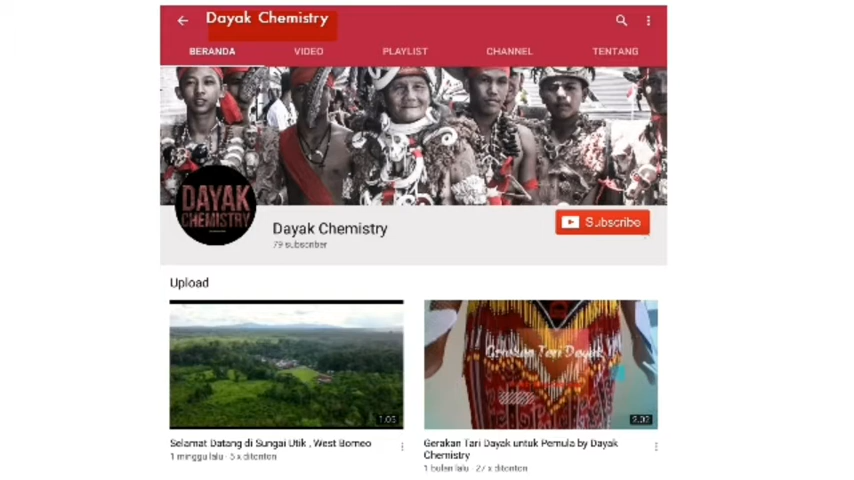 Dayak Chemistry
BERANDA VIDEO PLAYLIST CHANNEL TENTANG
DAYAK
CHEMISTRY
Dayak Chemistry
79 subscriber
Subscribe
Upload
Gerakan Tari Dayak
1:05
2:02
Selamat Datang di Sungai Utik , West Borneo
1 minggu lalu · 5 x ditonton
Gerakan Tari Dayak untuk Pemula by Dayak
Chemistry
1 bulan lalu · 27 x ditonton